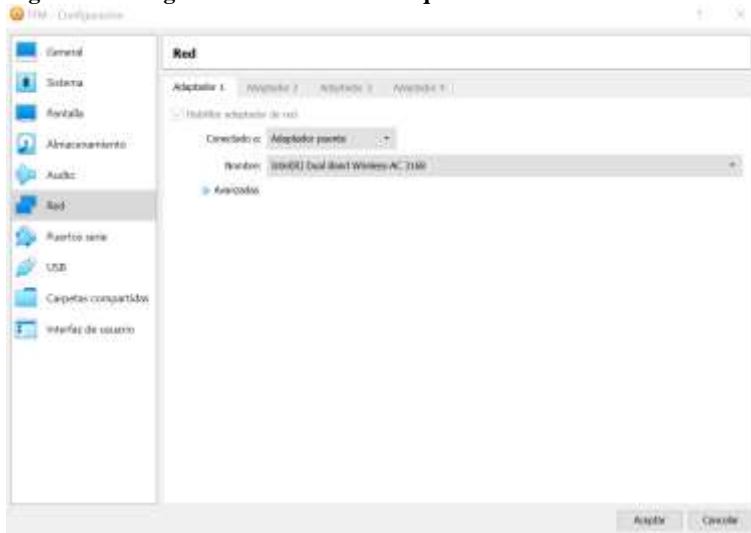 TFM - Configuración
General
Sistema
Pantalla
Almacenamiento
Audio
Red
Puertos serie
USB
Carpetas compartidas
Interfaz de usuario
Red
Adaptador 1 Adaptador 2 Adaptador 3 Adaptador 4
Habilitar adaptador de red
Conectado a: Adaptador puente
Nombre: Intel(R) Dual Band Wireless-AC 3168
Avanzadas
Aceptar Cancelar